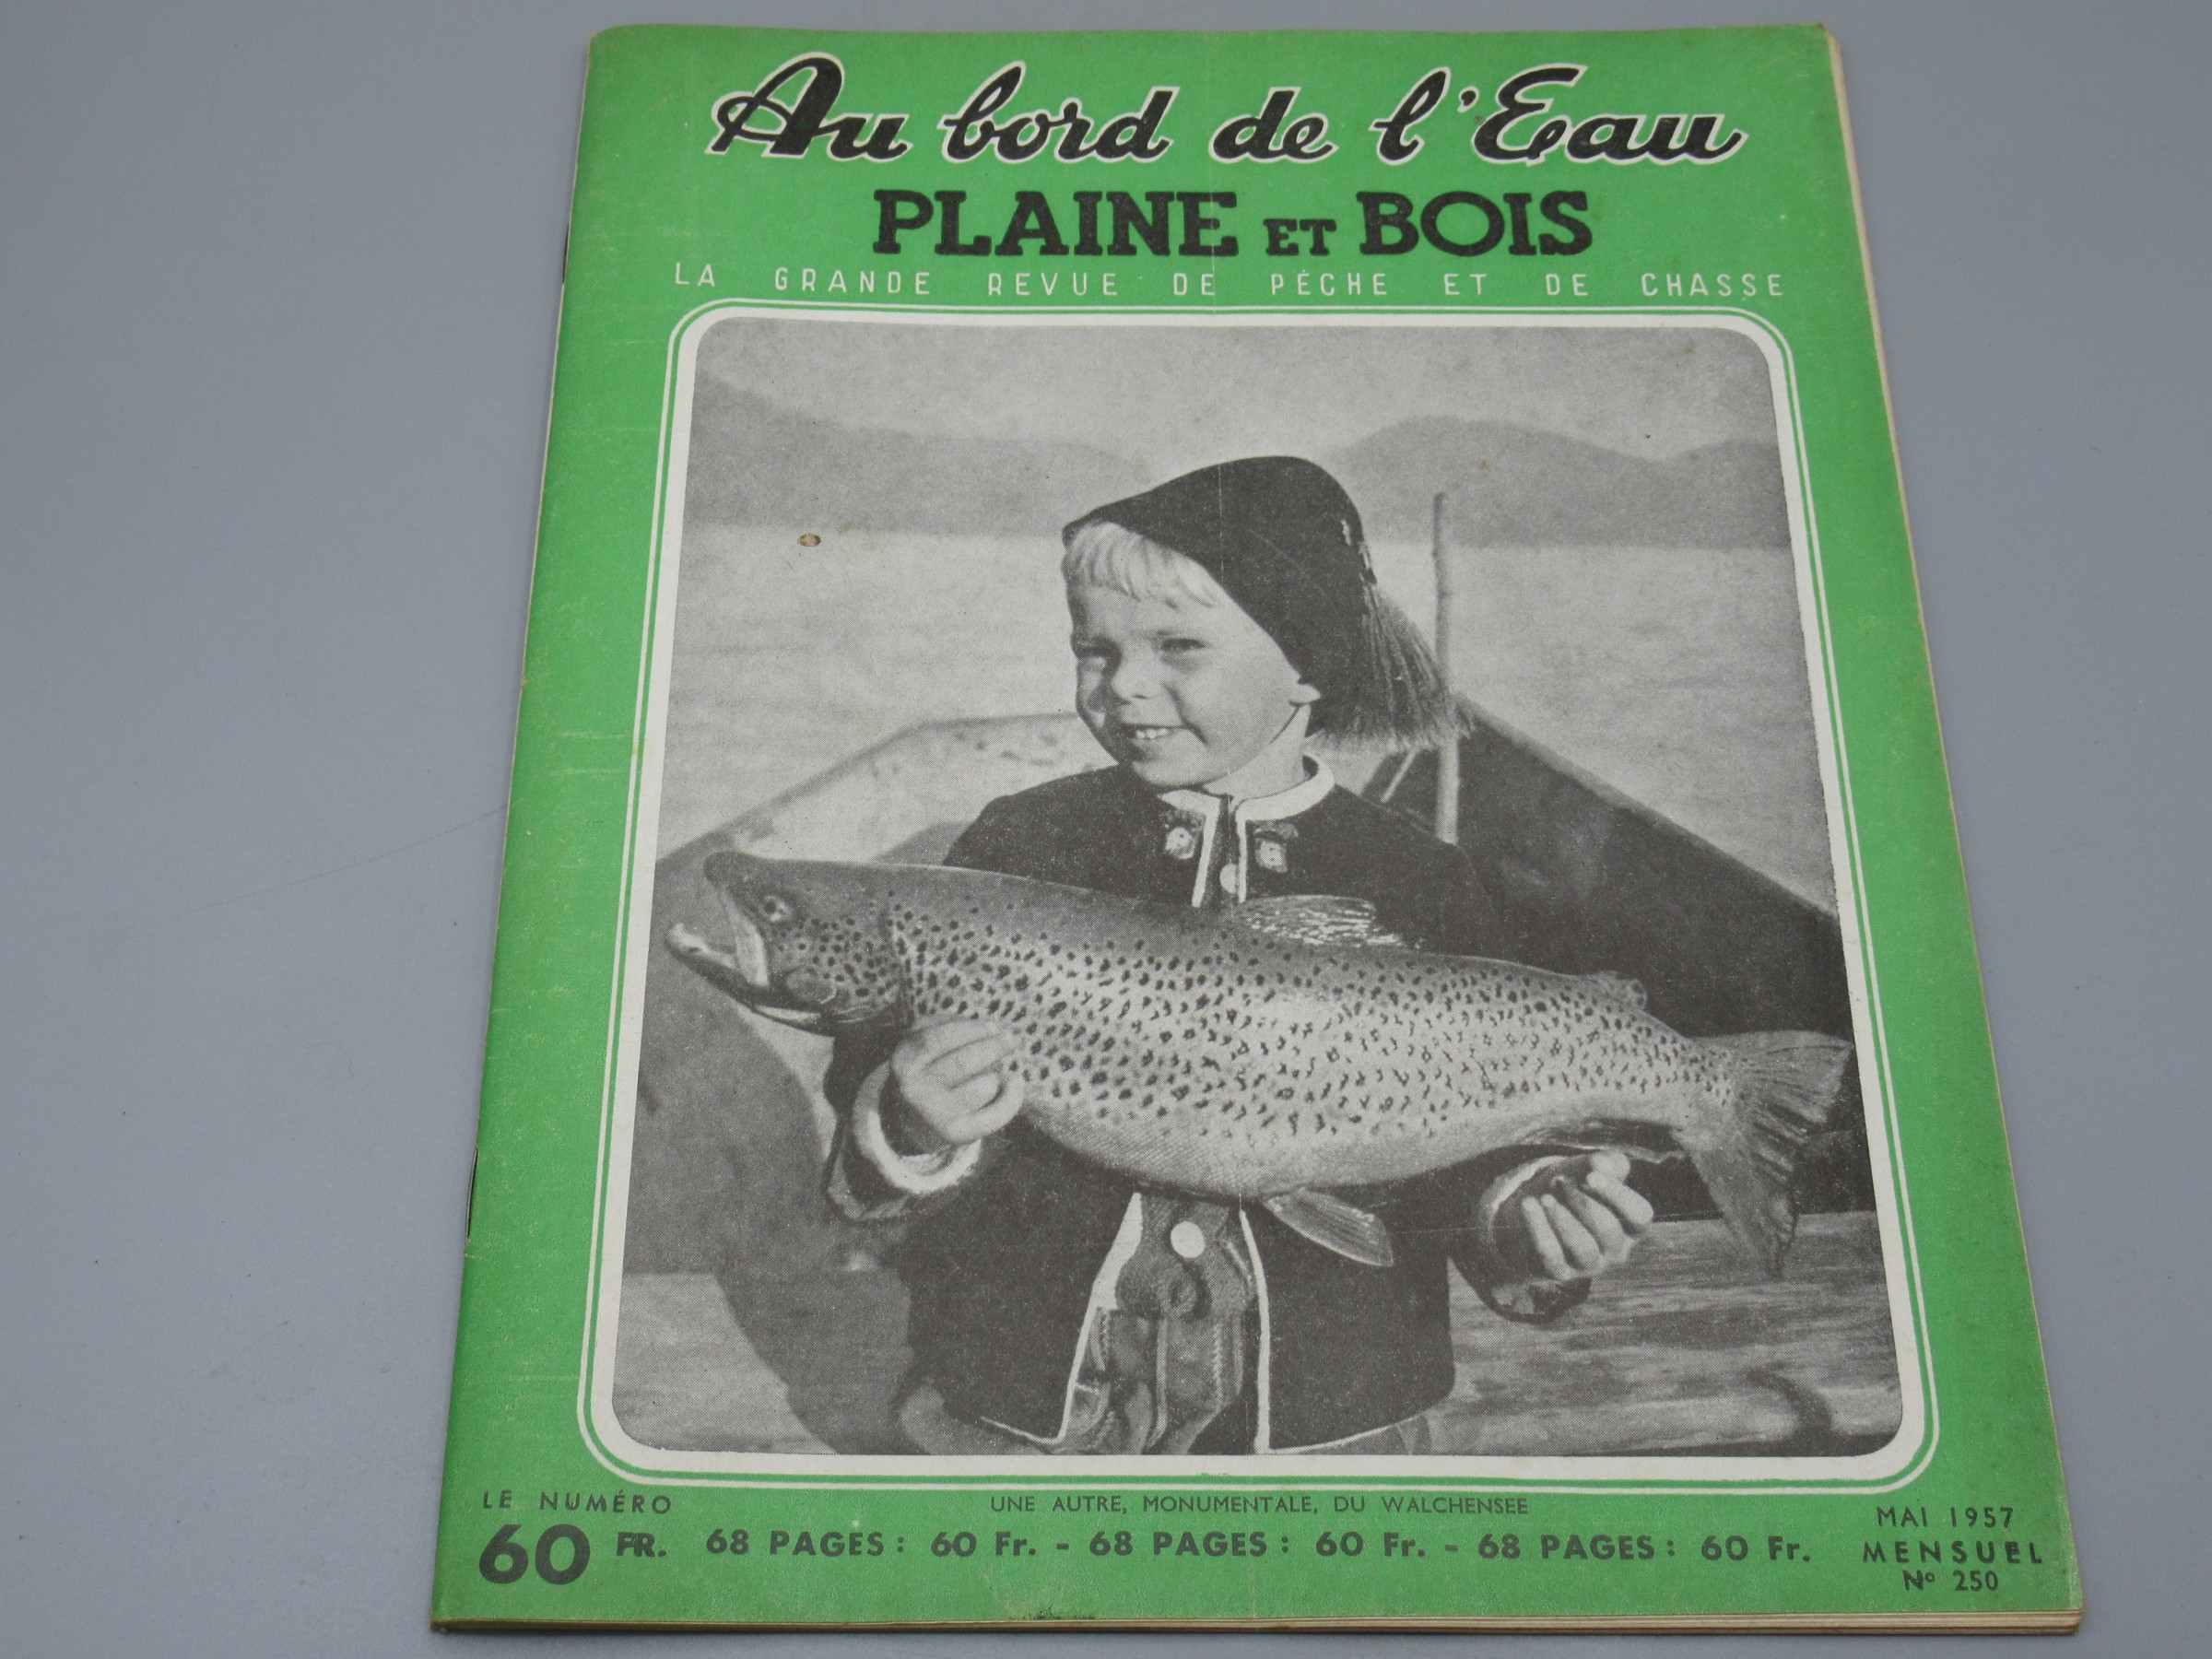 Au bord de l'Eau
PLAINE ET BOIS
LA GRANDE REVUE DE PÊCHE ET DE CHASSE
UNE AUTRE, MONUMENTALE, DU WALCHENSEE
LE NUMÉRO
60 FR.
68 PAGES : 60 Fr. - 68 PAGES : 60 Fr. - 68 PAGES : 60 Fr.
MAI 1957
MENSUEL
N° 250